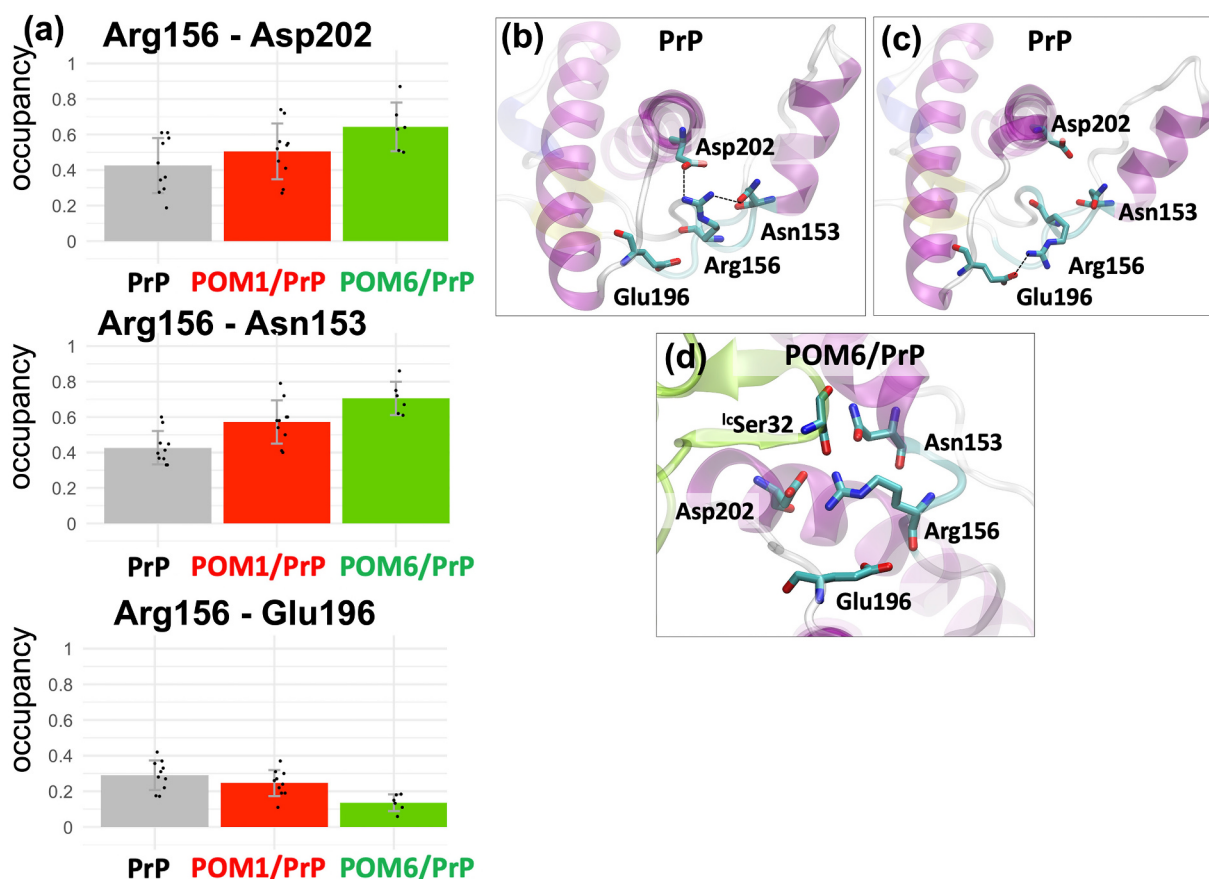 (a)
Arg156 - Asp202
occupancy
1
0.8
0.6
0.4
0.2
0
PrP POM1/PrP POM6/PrP
Arg156 - Asn153
occupancy
1
0.8
0.6
0.4
0.2
0
PrP POM1/PrP POM6/PrP
Arg156 - Glu196
occupancy
1
0.8
0.6
0.4
0.2
0
PrP POM1/PrP POM6/PrP
(b)
PrP
Asp202
Asn153
Arg156
Glu196
(c)
PrP
Asp202
Asn153
Arg156
Glu196
(d)
POM6/PrP
lcSer32
Asn153
Asp202
Arg156
Glu196